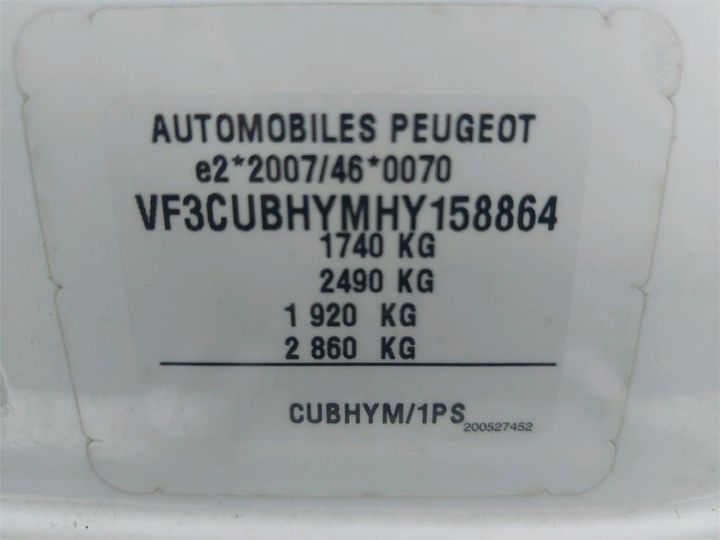 AUTOMOBILES PEUGEOT
e2*2007/46*0070
VF3CUBHYMHY158864
1740 KG
2490 KG
1 920 KG
2 860 KG
CUBHYM/1PS
200527452